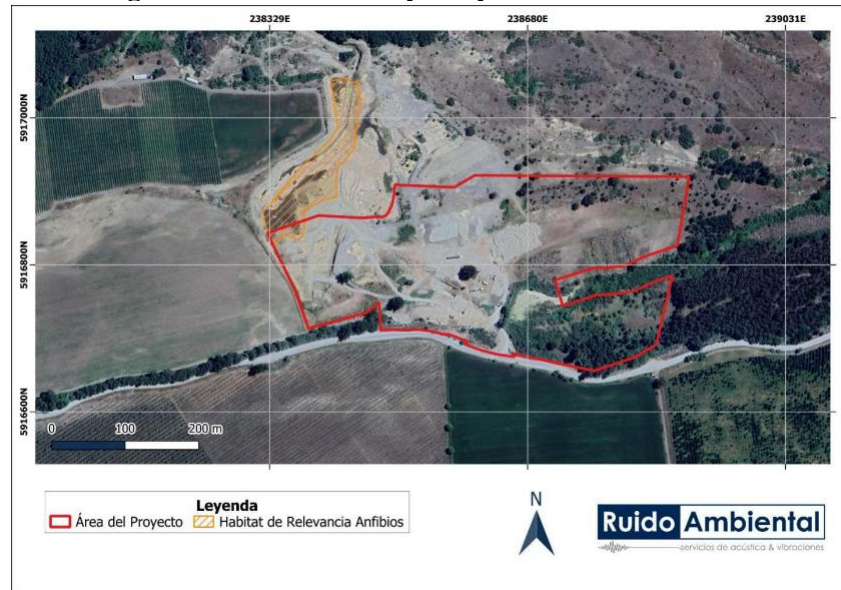 238329E
238680E
239031E
5917000N
5916800N
5916600N
0 100 200 m
Leyenda
Área del Proyecto
Habitat de Relevancia Anfibios
N
Ruido Ambiental
servicios de acústica & vibraciones